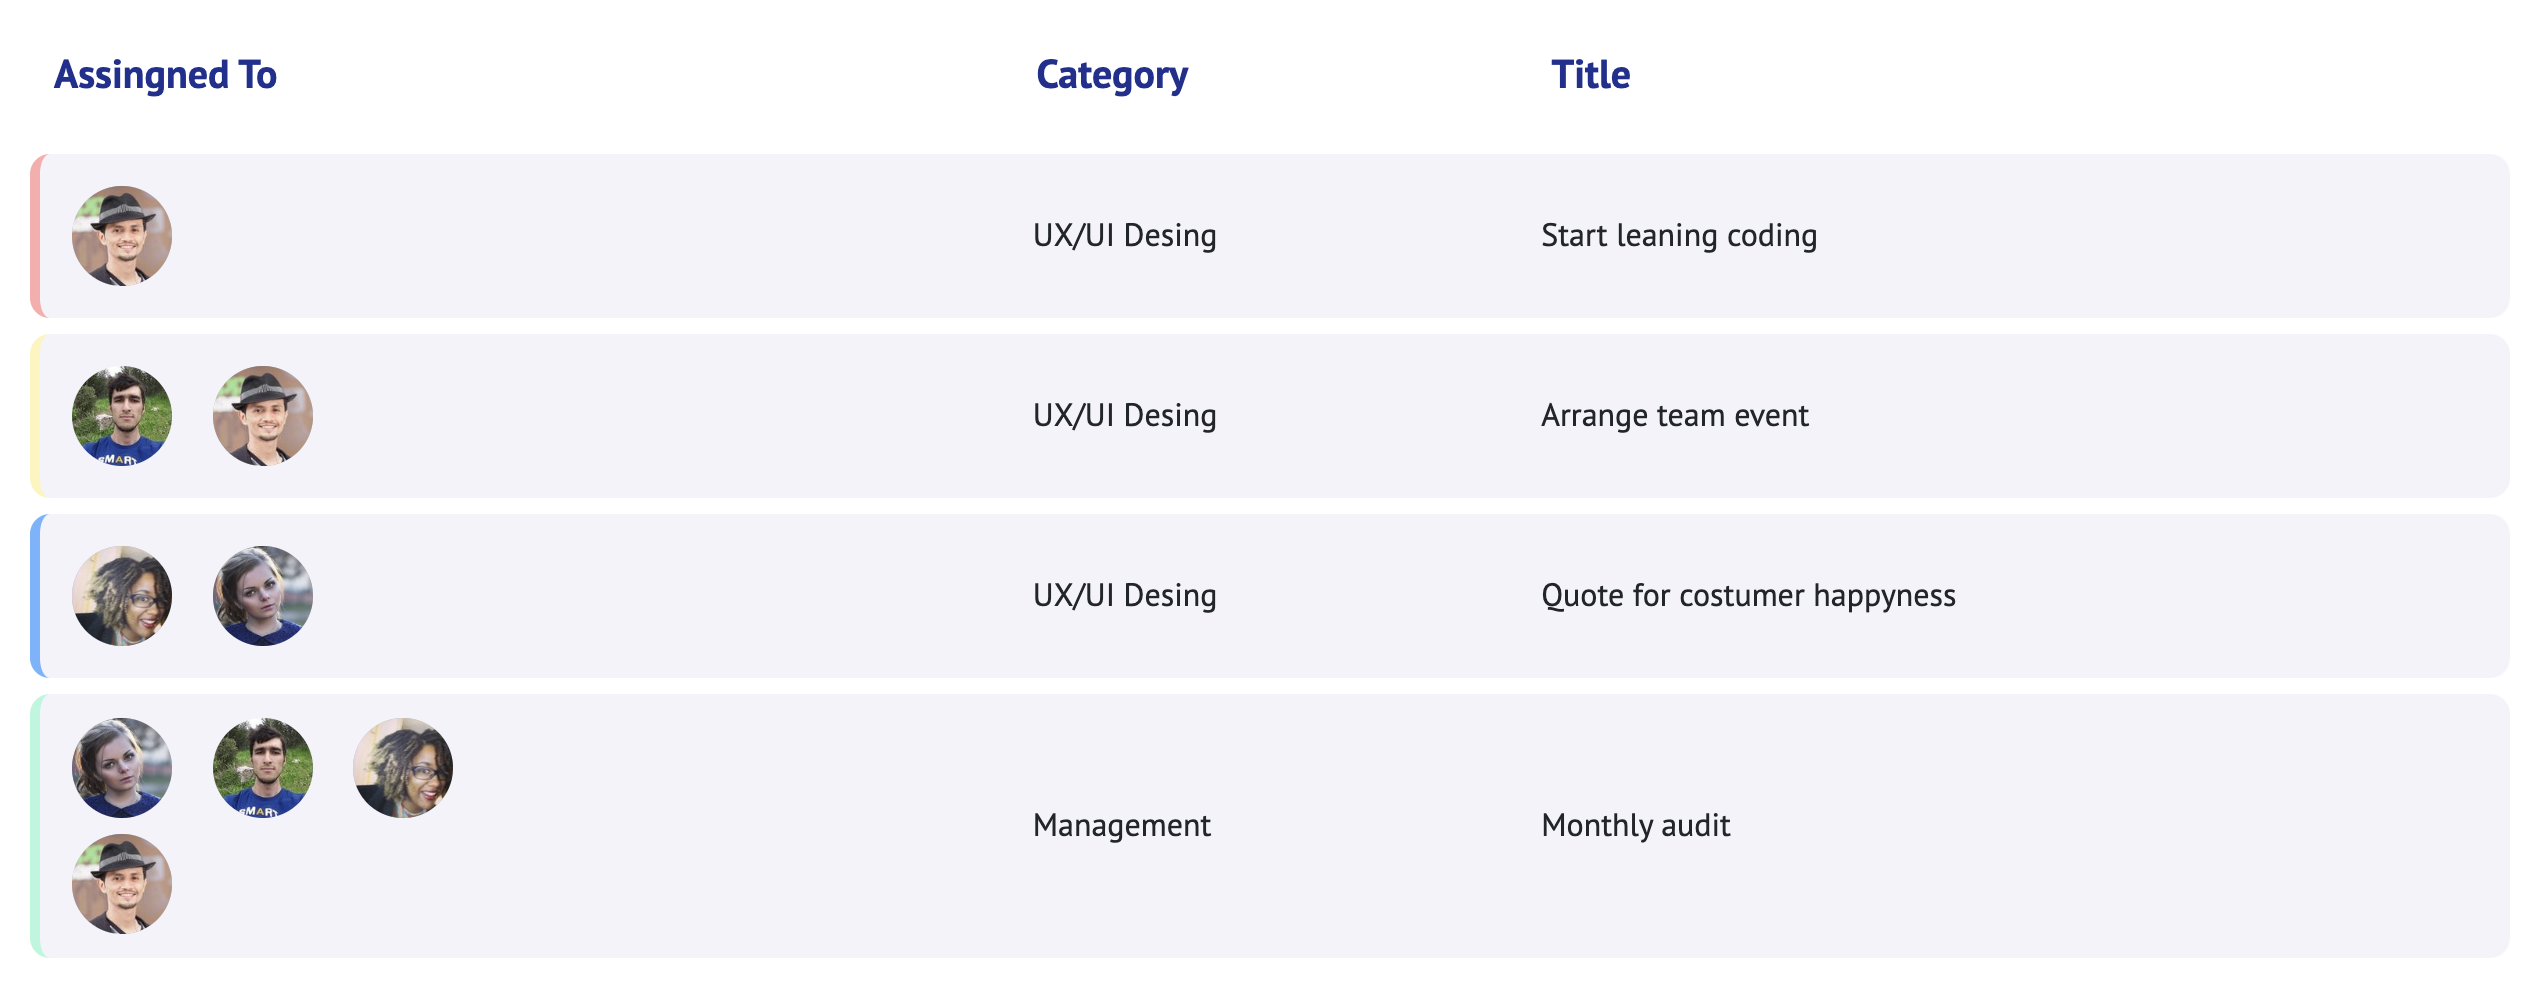 Assingned To Category Title
UX/UI Desing Start leaning coding
UX/UI Desing Arrange team event
SMART
UX/UI Desing Quote for costumer happyness
SMART
Management Monthly audit